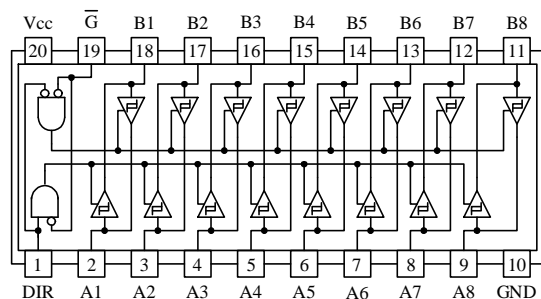 Vcc G B1 B2 B3 B4 B5 B6 B7 B8
20 19 18 17 16 15 14 13 12 11
1 2 3 4 5 6 7 8 9 10
DIR A1 A2 A3 A4 A5 A6 A7 A8 GND